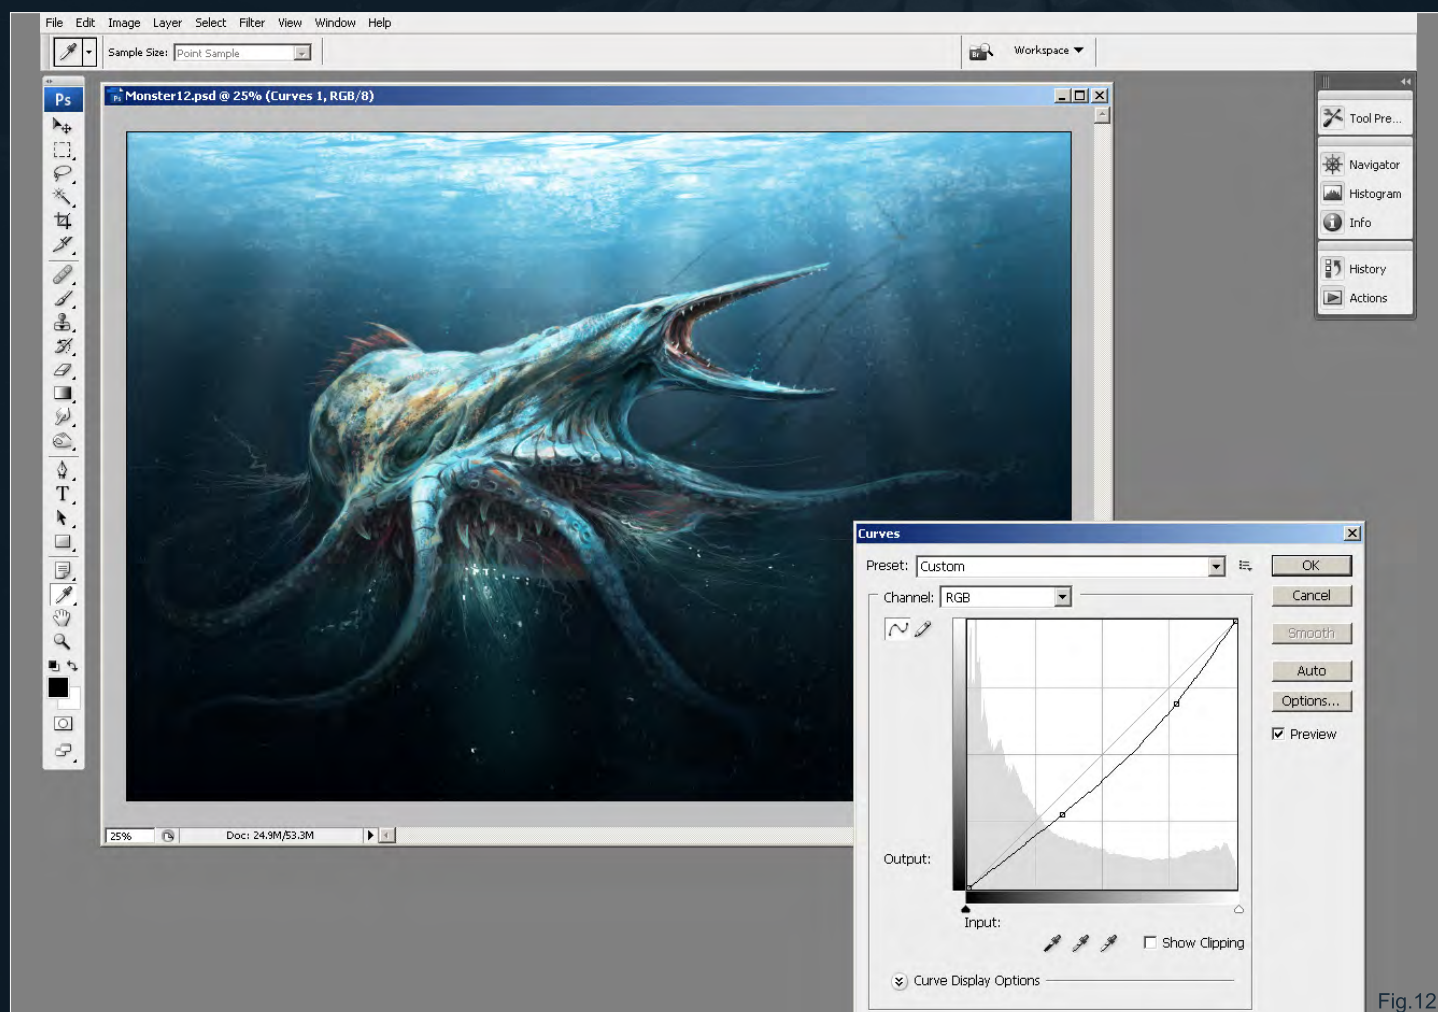 File Edit Image Layer Select Filter View Window Help
Sample Size: Point Sample
Br
Workspace
Ps
Ps Monster12.psd @ 25% (Curves 1, RGB/8)
T
Tool Pre...
Navigator
Histogram
Info
History
Actions
25% Doc: 24.9M/53.3M
Curves
Preset: Custom
OK
Channel: RGB
Cancel
Smooth
Auto
Options...
Preview
Output:
Input:
Show Clipping
Curve Display Options
Fig.12